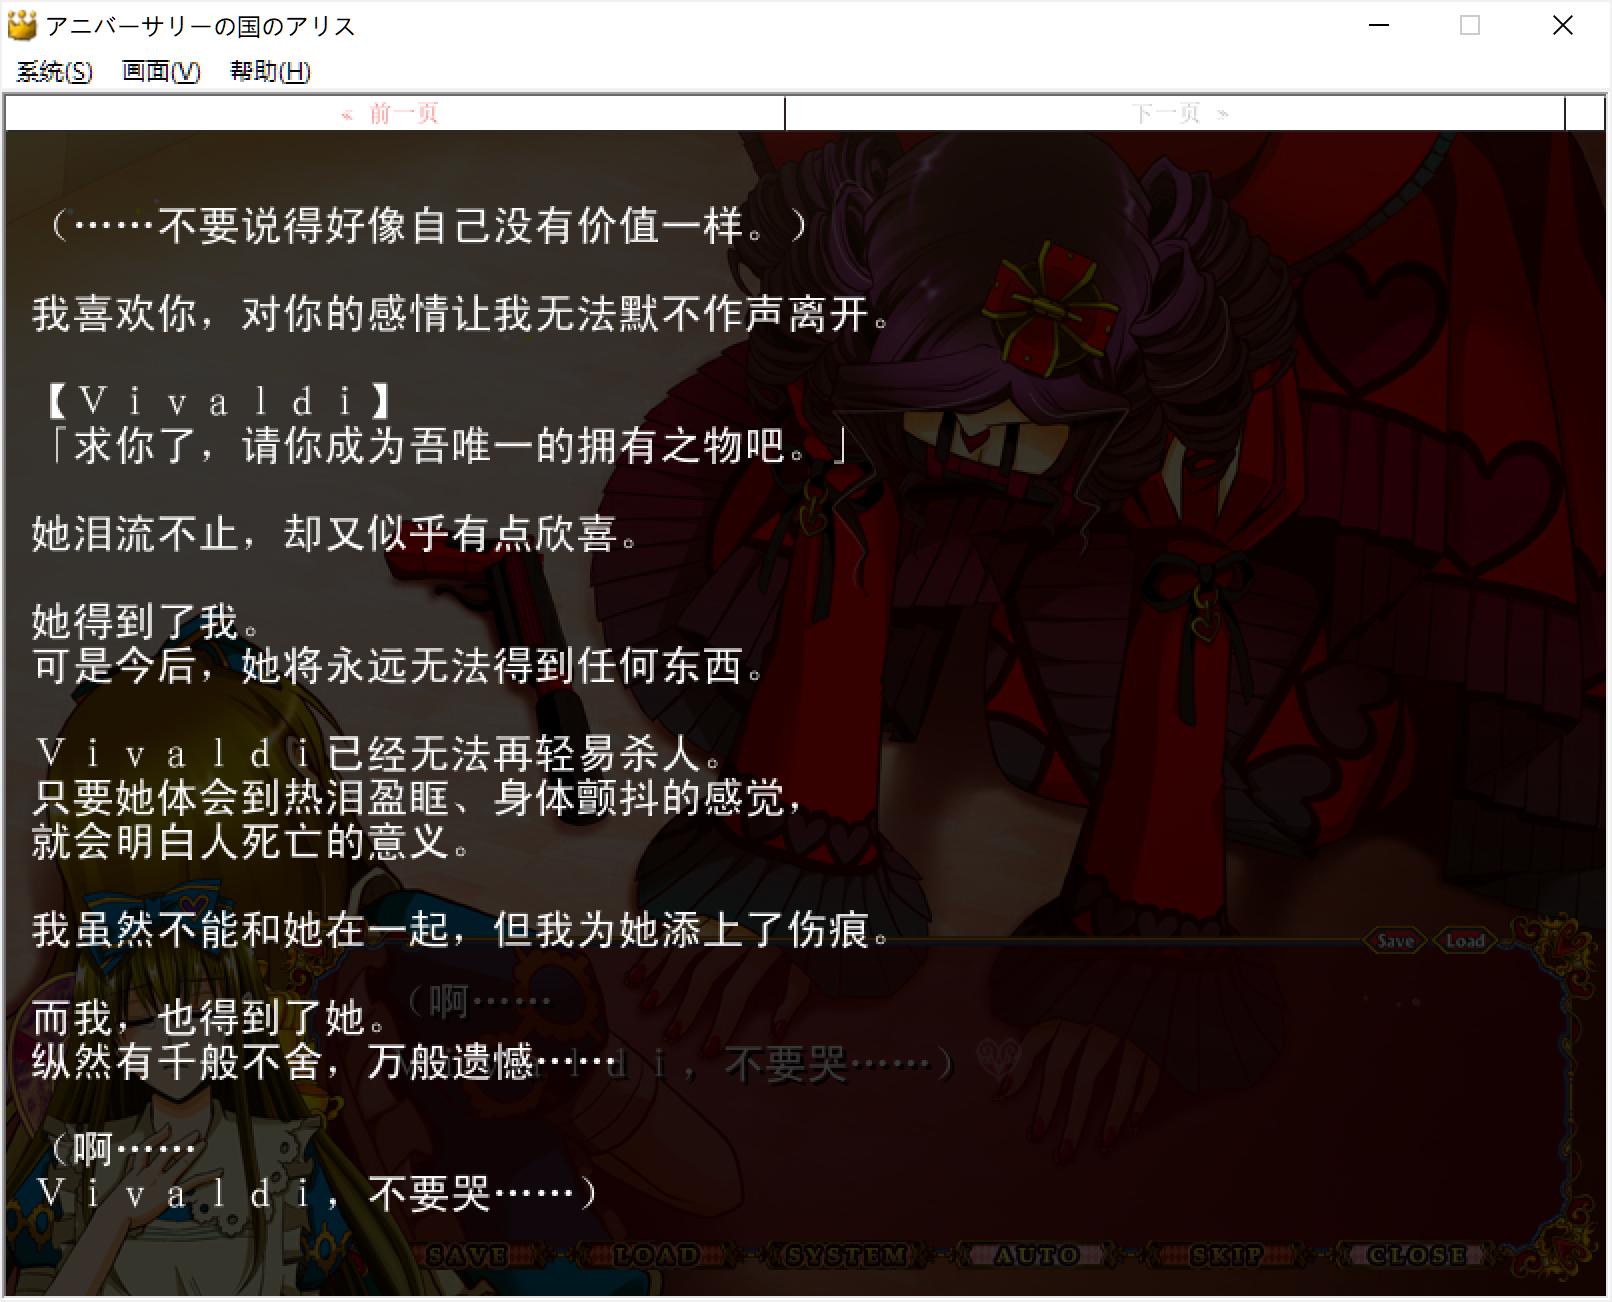 アニバーサリーの国のアリス
系统(S) 画面(V) 帮助(H)
« 前一页 下一页 »
（……不要说得好像自己没有价值一样。）
我喜欢你，对你的感情让我无法默不作声离开。
【Ｖｉｖａｌｄｉ】
「求你了，请你成为吾唯一的拥有之物吧。」
她泪流不止，却又似乎有点欣喜。
她得到了我。
可是今后，她将永远无法得到任何东西。
Ｖｉｖａｌｄｉ已经无法再轻易杀人。
只要她体会到热泪盈眶、身体颤抖的感觉，
就会明白人死亡的意义。
我虽然不能和她在一起，但我为她添上了伤痕。
Save Load
而我，也得到了她。
（啊……
纵然有千般不舍，万般遗憾……
ｌｄｉ，不要哭……）
（啊……
Ｖｉｖａｌｄｉ，不要哭……）
SAVE LOAD SYSTEM AUTO SKIP CLOSE